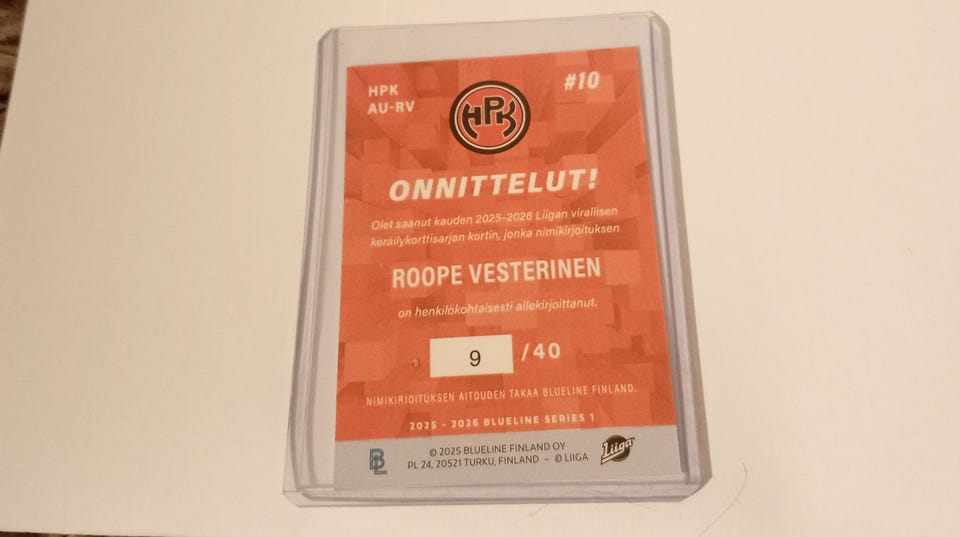 HPK
AU-RV
HPK
#10
ONNITTELUT!
Olet saanut kauden 2025-2026 Liigan virallisen
keräilykorttisarjan kortin, jonka nimikirjoituksen
ROOPE VESTERINEN
on henkilökohtaisesti allekirjoittanut.
9 /40
NIMIKIRJOITUKSEN AITOUDEN TAKAA BLUELINE FINLAND.
2025 - 2026 BLUELINE SERIES 1
BL
© 2025 BLUELINE FINLAND OY
PL 24, 20521 TURKU, FINLAND - © LIIGA
Liiga